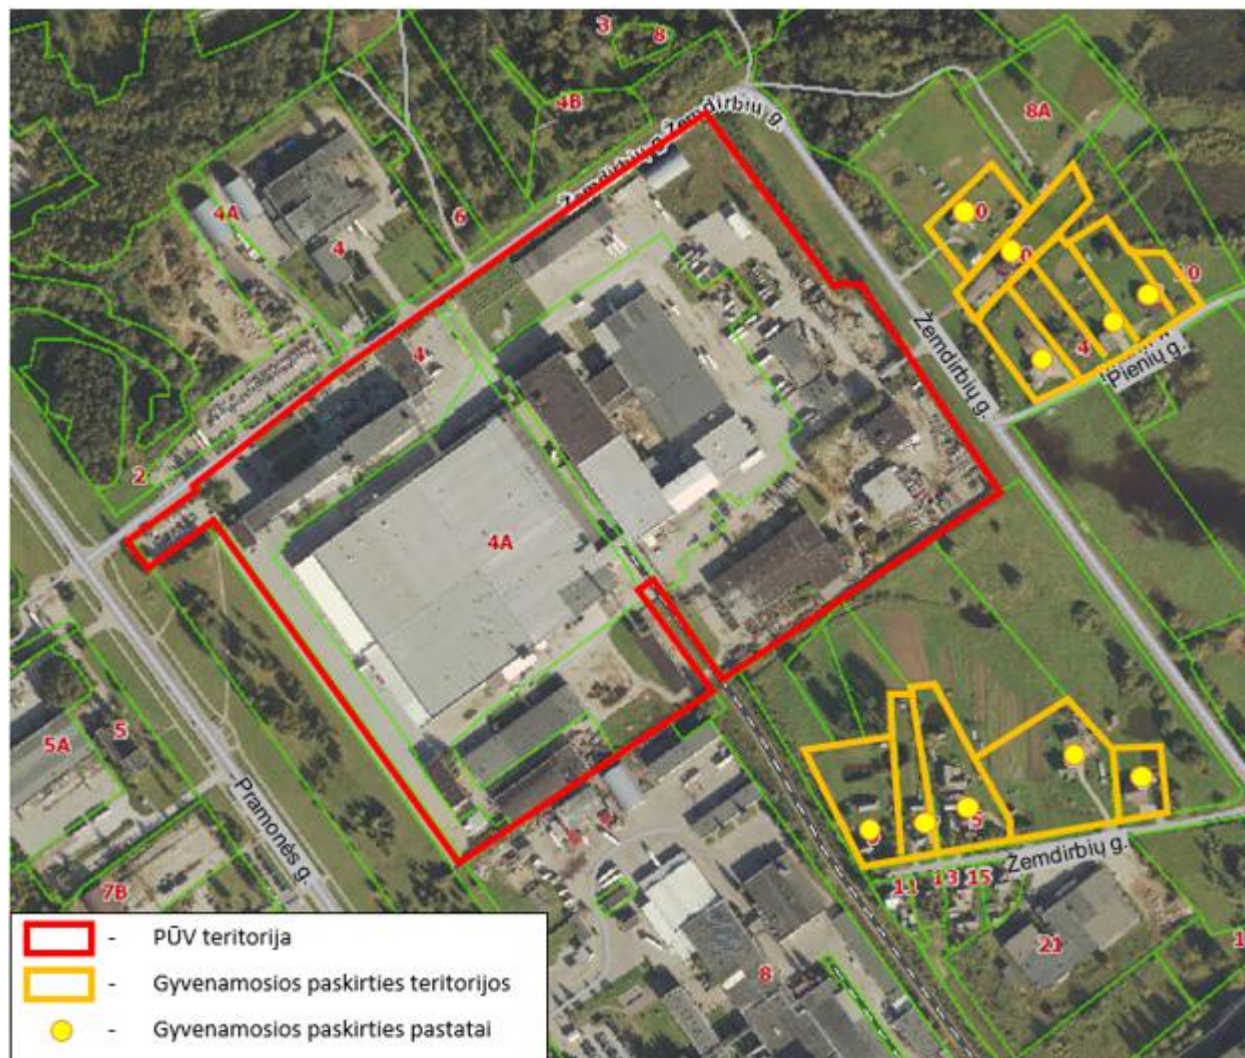 3
8
4B
8A
Žemdirbių g.
4A
6
4
0
0
10
4
Žemdirbių g.
4
Pienių g.
2
4A
5
5A
Pramonės g.
5
Žemdirbių g.
7B
11
13
15
21
1
8
- PŪV teritorija
- Gyvenamosios paskirties teritorijos
- Gyvenamosios paskirties pastatai